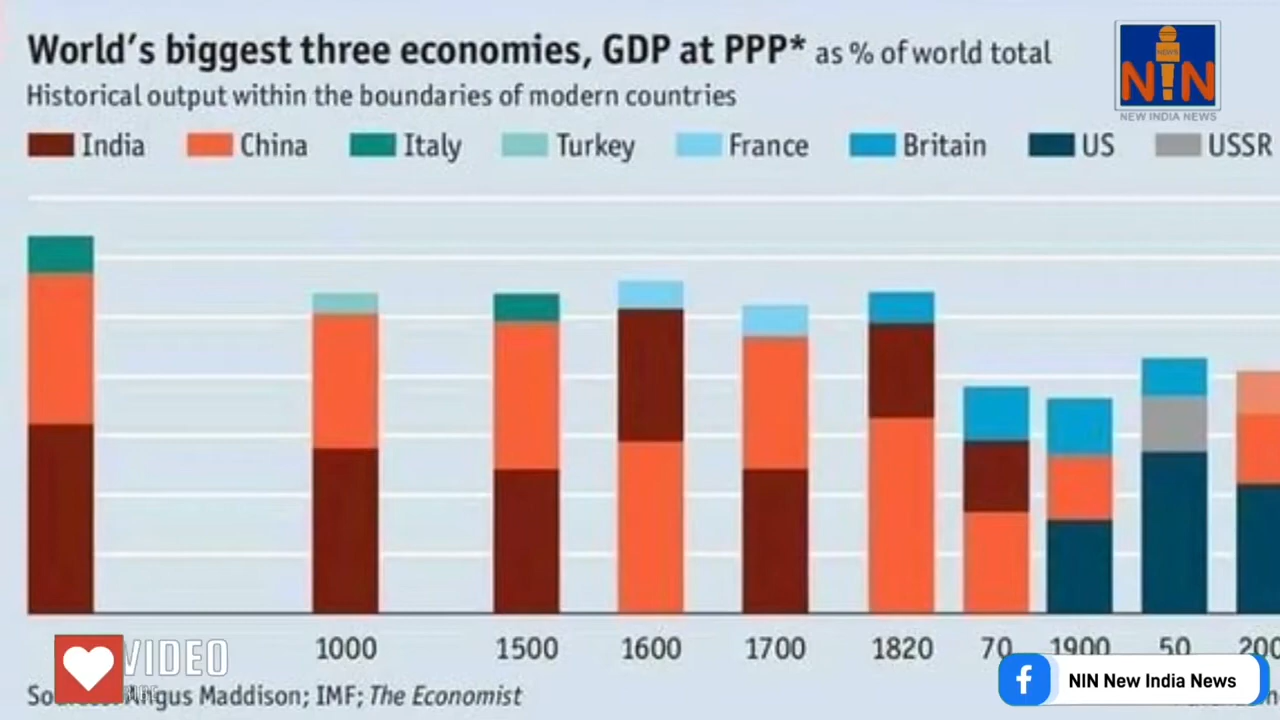 World's biggest three economies, GDP at PPP* as % of world total
Historical output within the boundaries of modern countries
India China Italy Turkey France Britain US USSR
NEWS
NIN
NEW INDIA NEWS
1000 1500 1600 1700 1820 70 1900 50 200
VIDEO
Angus Maddison; IMF; The Economist
NIN New India News